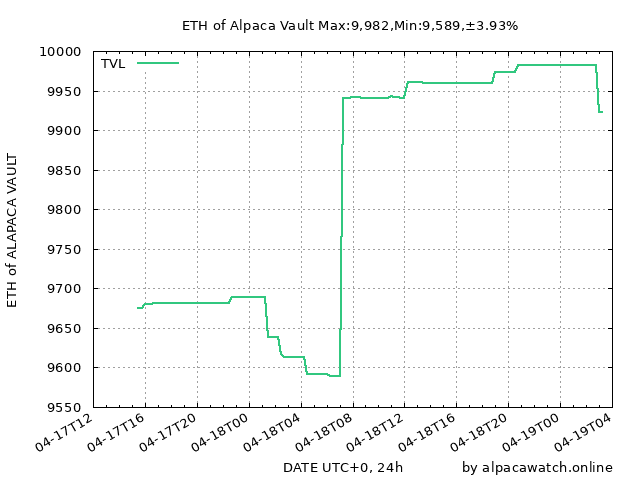 ETH of Alpaca Vault Max:9,982,Min:9,589,±3.93%
TVL
10000
9950
9900
9850
9800
9750
9700
9650
9600
9550
ETH of ALAPACA VAULT
04-17T12
04-17T16
04-17T20
04-18T00
04-18T04
04-18T08
04-18T12
04-18T16
04-18T20
04-19T00
04-19T04
DATE UTC+0, 24h
by alpacawatch.online